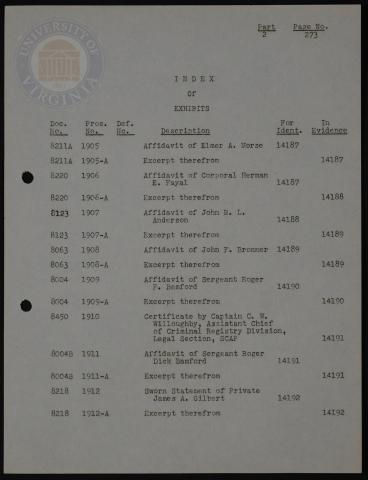 Part Page No.
2 273
UNIVERSITY OF VIRGINIA
INDEX
Of
EXHIBITS
Doc. Pros. Def. For In
No. No. No. Description Ident. Evidence
8211A 1905 Affidavit of Elmer A. Morse 14187
8211A 1905-A Excerpt therefrom 14187
8220 1906 Affidavit of Corporal Herman
E. Fayal 14187
8220 1906-A Excerpt therefrom 14188
8123 1907 Affidavit of John R. L.
Anderson 14188
8123 1907-A Excerpt therefrom 14189
8063 1908 Affidavit of John F. Bronner 14189
8063 1908-A Excerpt therefrom 14189
8004 1909 Affidavit of Sergeant Roger
F. Bamford 14190
8004 1909-A Excerpt therefrom 14190
8450 1910 Certificate by Captain C. W.
Willoughby, Assistant Chief
of Criminal Registry Division,
Legal Section, SCAP 14191
8004B 1911 Affidavit of Sergeant Roger
Dick Bamford 14191
8004B 1911-A Excerpt therefrom 14191
8218 1912 Sworn Statement of Private
James A. Gilbert 14192
8218 1912-A Excerpt therefrom 14192